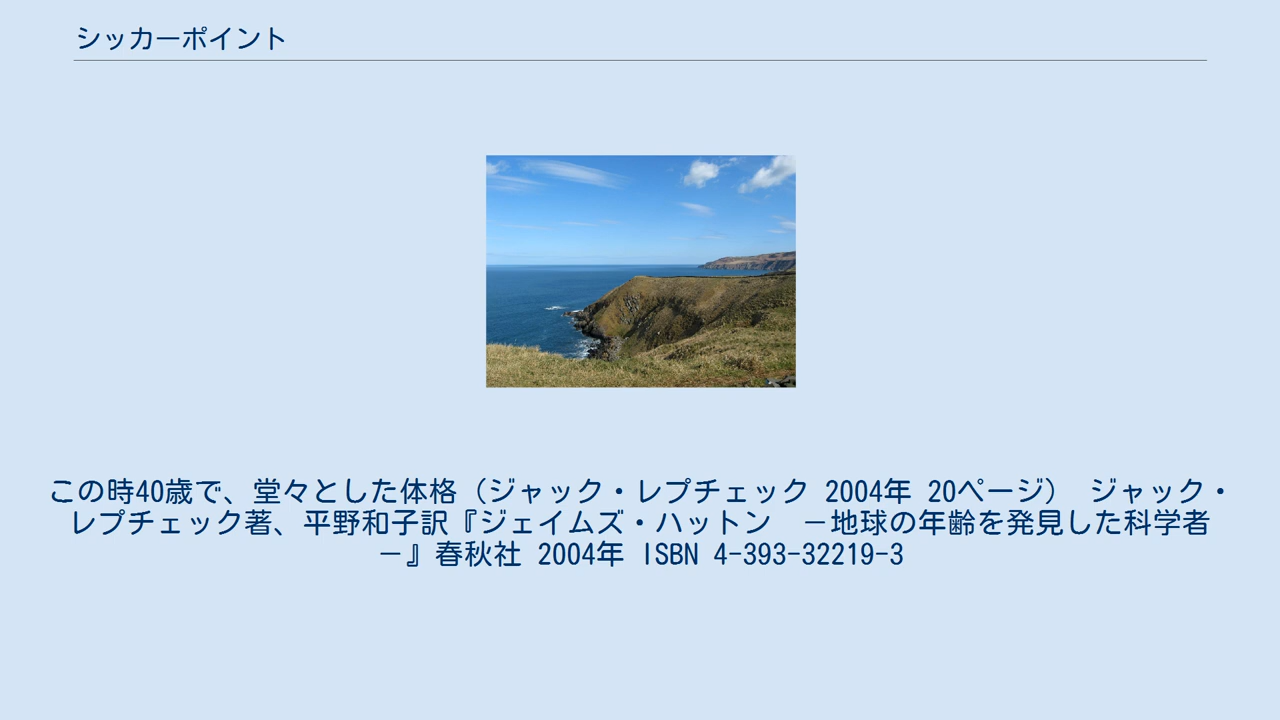 シッカーポイント
この時40歳で、堂々とした体格（ジャック・レプチェック 2004年 20ページ） ジャック・
レプチェック著、平野和子訳『ジェイムズ・ハットン　－地球の年齢を発見した科学者
－』春秋社 2004年 ISBN 4-393-32219-3